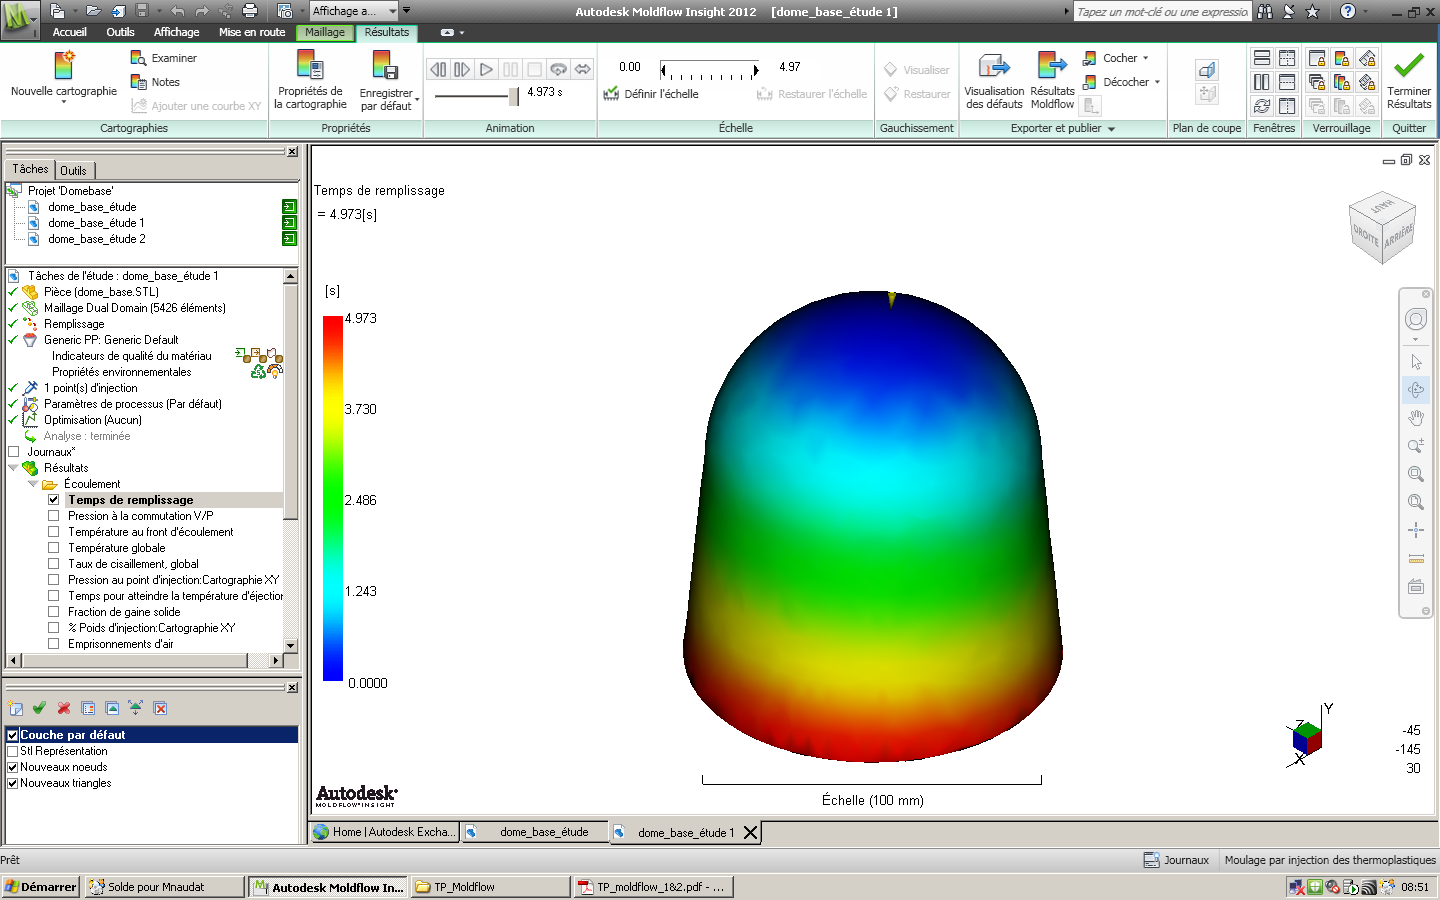 Affichage a...
Autodesk Moldflow Insight 2012 [dome_base_étude 1]
Tapez un mot-clé ou une expressio
Accueil Outils Affichage Mise en route Maillage Résultats
Nouvelle cartographie
Examiner
Notes
Ajouter une courbe XY
Propriétés de
la cartographie
Enregistrer
par défaut
4.973 s
0.00
4.97
Définir l'échelle
Restaurer l'échelle
Visualiser
Restaurer
Visualisation
des défauts
Résultats
Moldflow
Cocher
Décocher
Terminer
Résultats
Cartographies
Propriétés
Animation
Échelle
Gauchissement
Exporter et publier
Plan de coupe
Fenêtres
Verrouillage
Quitter
Tâches Outils
Projet 'Domebase'
dome_base_étude
dome_base_étude 1
dome_base_étude 2
Tâches de l'étude : dome_base_étude 1
Pièce (dome_base.STL)
Maillage Dual Domain (5426 éléments)
Remplissage
Generic PP: Generic Default
Indicateurs de qualité du matériau
Propriétés environnementales
1 point(s) d'injection
Paramètres de processus (Par défaut)
Optimisation (Aucun)
Analyse : terminée
Journaux*
Résultats
Écoulement
Temps de remplissage
Pression à la commutation V/P
Température au front d'écoulement
Température globale
Taux de cisaillement, global
Pression au point d'injection:Cartographie XY
Temps pour atteindre la température d'éjection
Fraction de gaine solide
% Poids d'injection:Cartographie XY
Emprisonnements d'air
Couche par défaut
Stl Représentation
Nouveaux noeuds
Nouveaux triangles
Temps de remplissage
= 4.973[s]
[s]
4.973
3.730
2.486
1.243
0.0000
HAUT
DROITE
ARRIÈRE
Y
Z
X
-45
-145
30
Échelle (100 mm)
Autodesk
MOLDFLOW INSIGHT
Home | Autodesk Excha...
dome_base_étude
dome_base_étude 1
Prêt
Journaux
Moulage par injection des thermoplastiques
Démarrer
Solde pour Mnaudat
Autodesk Moldflow In...
TP_Moldflow
TP_moldflow_1&2.pdf - ...
08:51